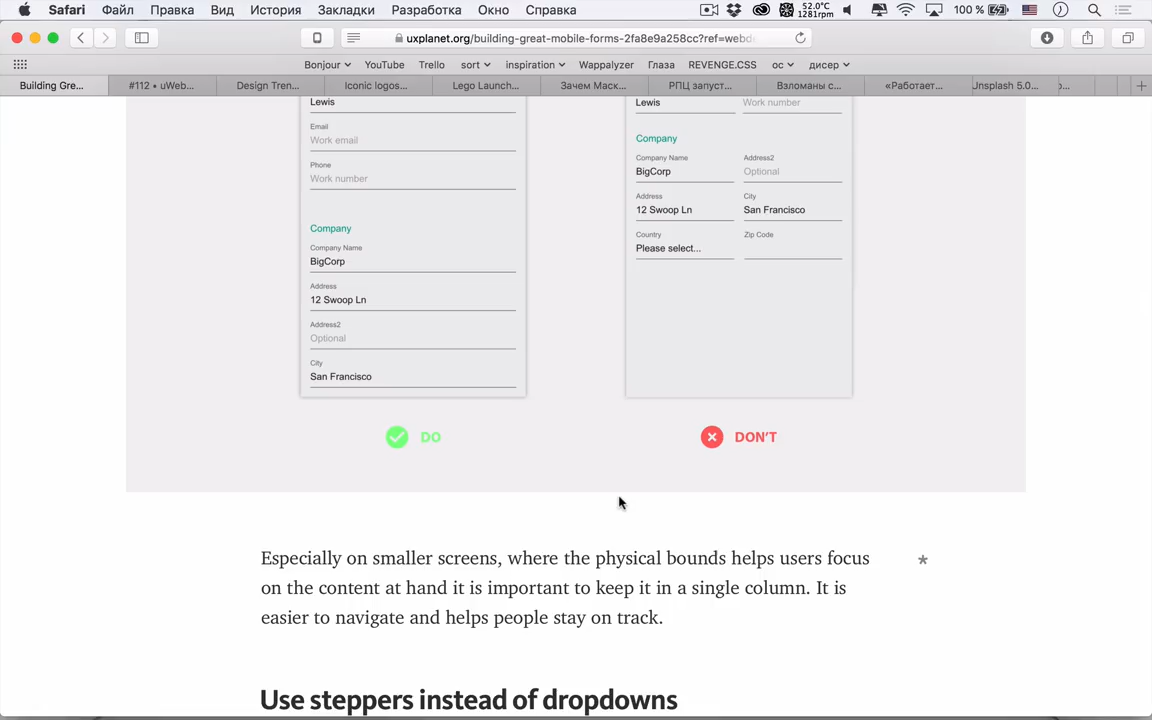 Safari Файл Правка Вид История Закладки Разработка Окно Справка 52.0°C 1281rpm 100 %
uxplanet.org/building-great-mobile-forms-2fa8e9a258cc?ref=webd
Bonjour YouTube Trello sort inspiration Wappalyzer Глаза REVENGE.CSS ос дисер
Building Gre... #112 • uWeb... Design Tren... Iconic logos... Lego Launch... Зачем Маск... РПЦ запуст... Взломаны с... «Работает... Unsplash 5.0...
Lewis
Email
Work email
Phone
Work number
Company
Company Name
BigCorp
Address
12 Swoop Ln
Address2
Optional
City
San Francisco
DO
Lewis Work number
Company
Company Name Address2
BigCorp Optional
Address City
12 Swoop Ln San Francisco
Country Zip Code
Please select...
DON'T
Especially on smaller screens, where the physical bounds helps users focus *
on the content at hand it is important to keep it in a single column. It is
easier to navigate and helps people stay on track.
Use steppers instead of dropdowns